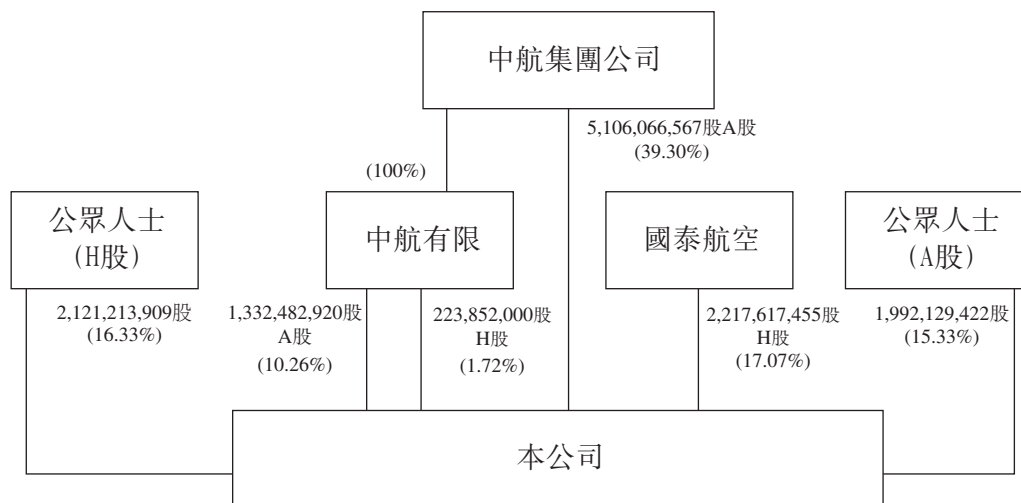 中航集團公司
5,106,066,567股A股
(39.30%)
(100%)
公眾人士
(H股)
中航有限
國泰航空
公眾人士
(A股)
2,121,213,909股
(16.33%)
1,332,482,920股
A股
(10.26%)
223,852,000股
H股
(1.72%)
2,217,617,455股
H股
(17.07%)
1,992,129,422股
(15.33%)
本公司